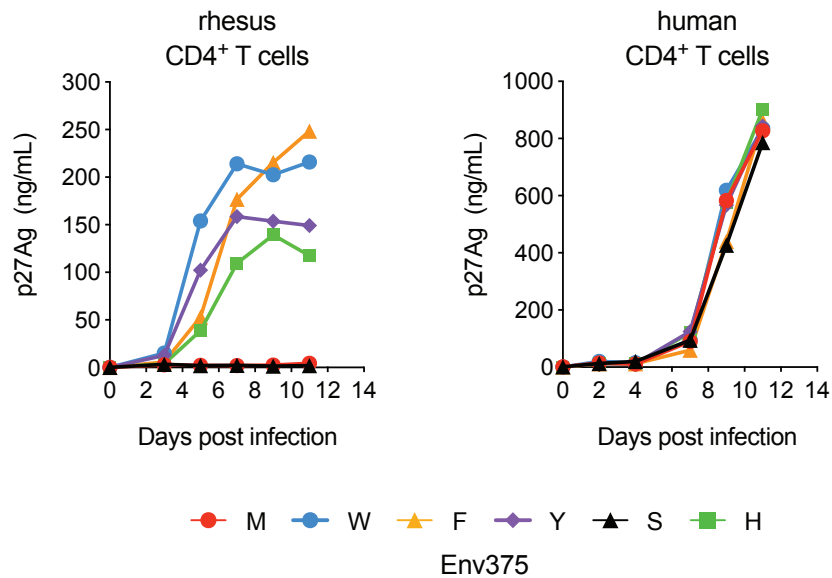 rhesus
CD4⁺ T cells
human
CD4⁺ T cells
p27Ag (ng/mL)
300
250
200
150
100
50
0
0 2 4 6 8 10 12 14
Days post infection
p27Ag (ng/mL)
1000
800
600
400
200
0
0 2 4 6 8 10 12 14
Days post infection
M W F Y S H
Env375